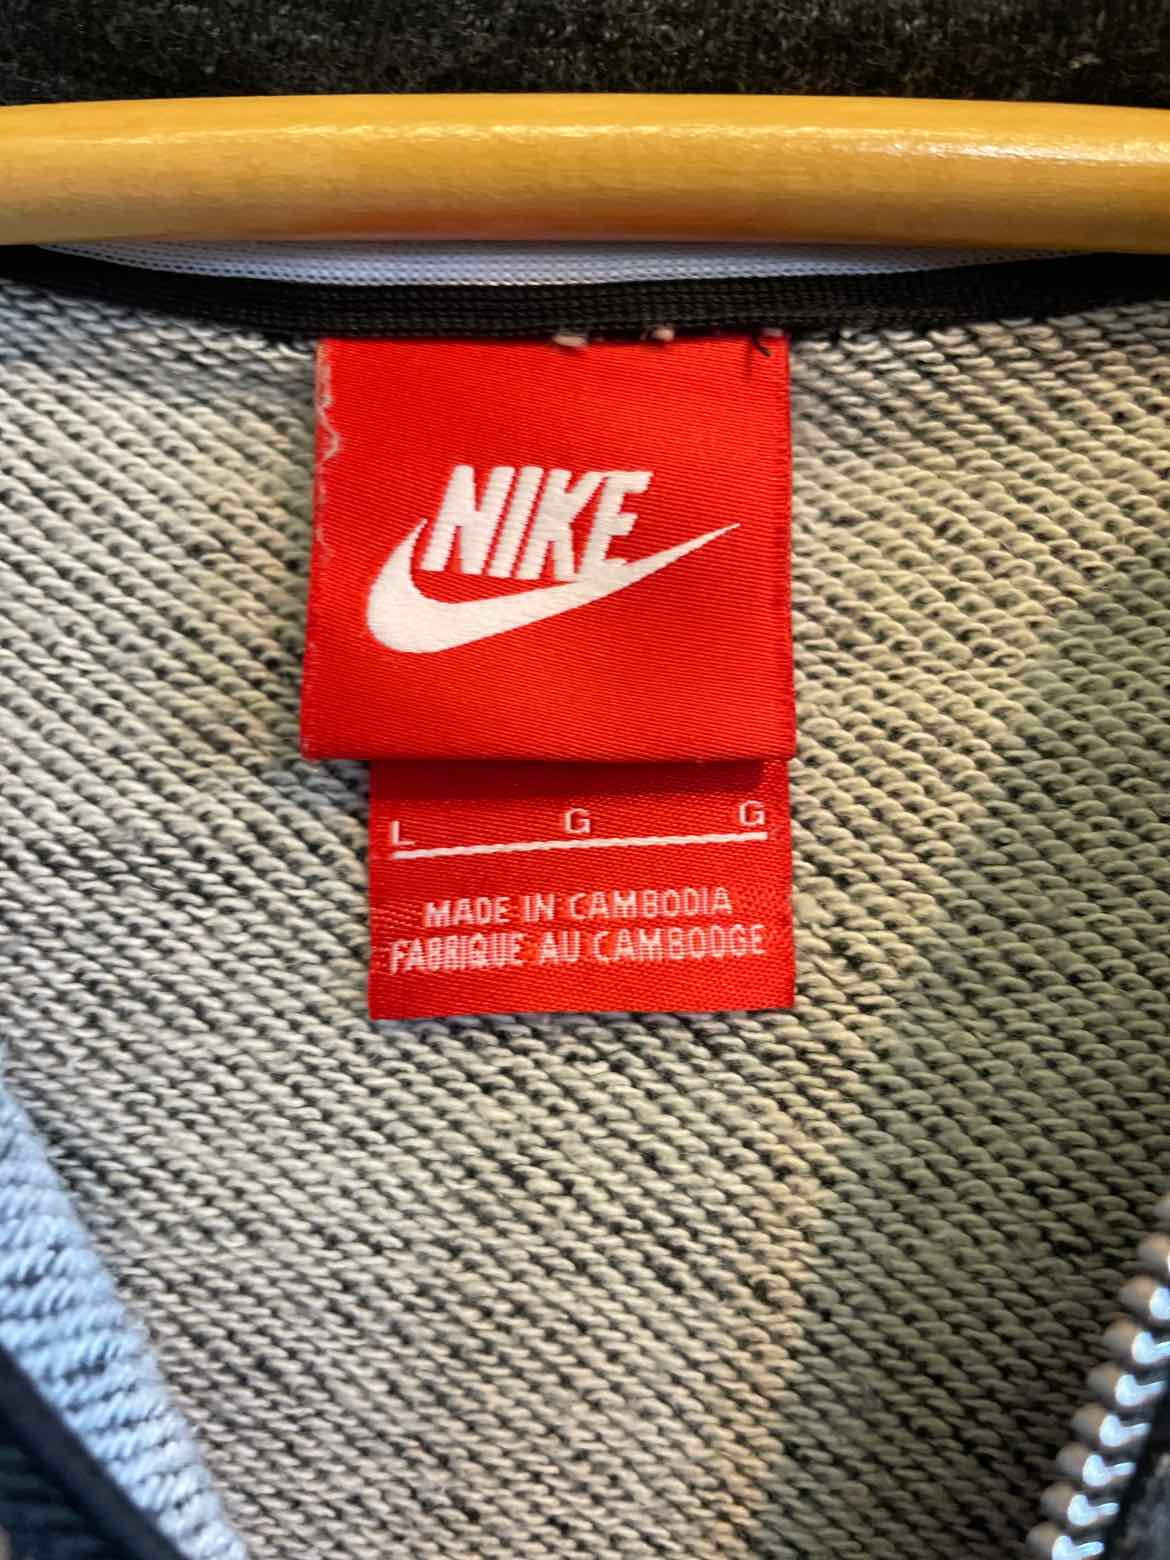 NIKE
L G G
MADE IN CAMBODIA
FABRIQUE AU CAMBODGE